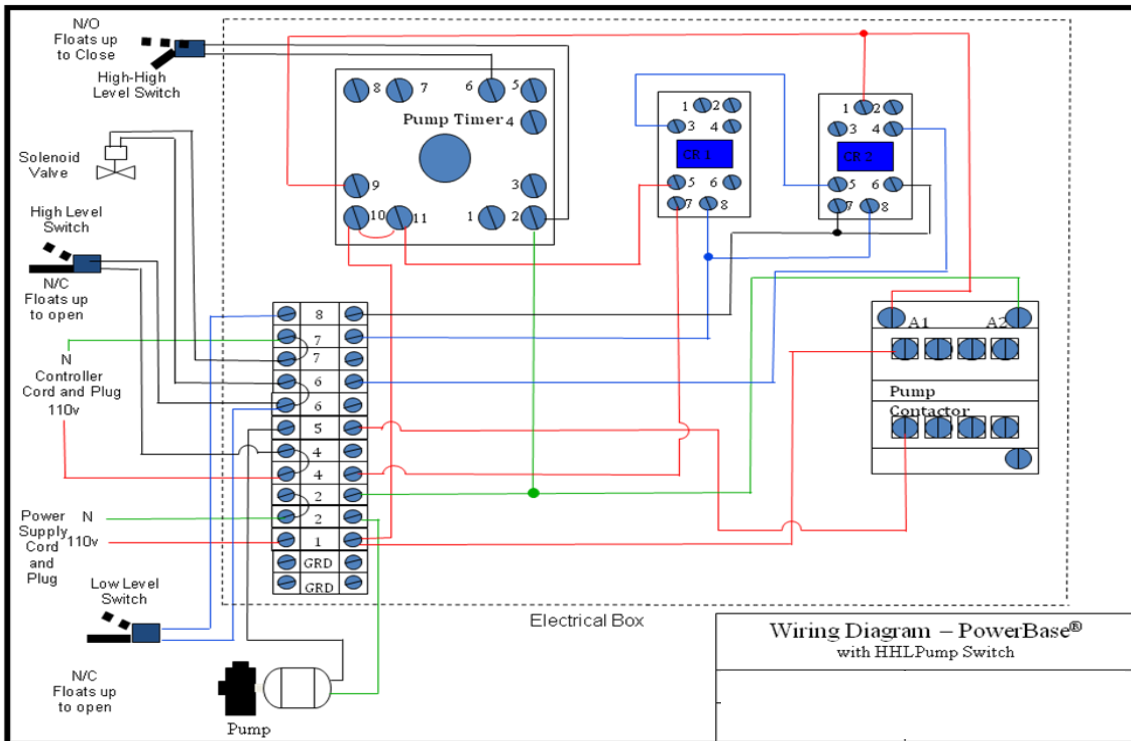 N/O
Floats up
to Close
High-High
Level Switch
8
7
6
5
Pump Timer
4
9
3
10
11
1
2
1
2
3
4
CR 1
5
6
7
8
1
2
3
4
CR 2
5
6
7
8
Solenoid
Valve
High Level
Switch
N/C
Floats up
to open
N
Controller
Cord and Plug
110v
8
7
7
6
6
5
4
4
2
2
1
GRD
GRD
A1
A2
Pump
Contactor
Power
Supply
Cord
and
Plug
N
110v
Low Level
Switch
N/C
Floats up
to open
Pump
Electrical Box
Wiring Diagram – PowerBase®
with HHLPump Switch